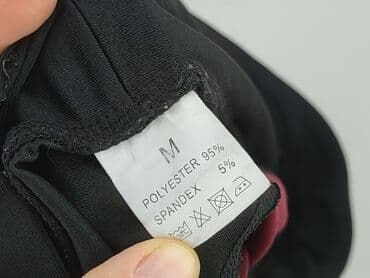 M
POLYESTER 95%
SPANDEX 5%